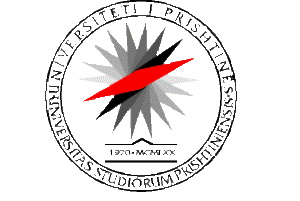 UNIVERSITETI I PRISHTINËS
UNIVERSITAS STUDIORUM PRISHTINIENSIS
1970 • MCMLXX